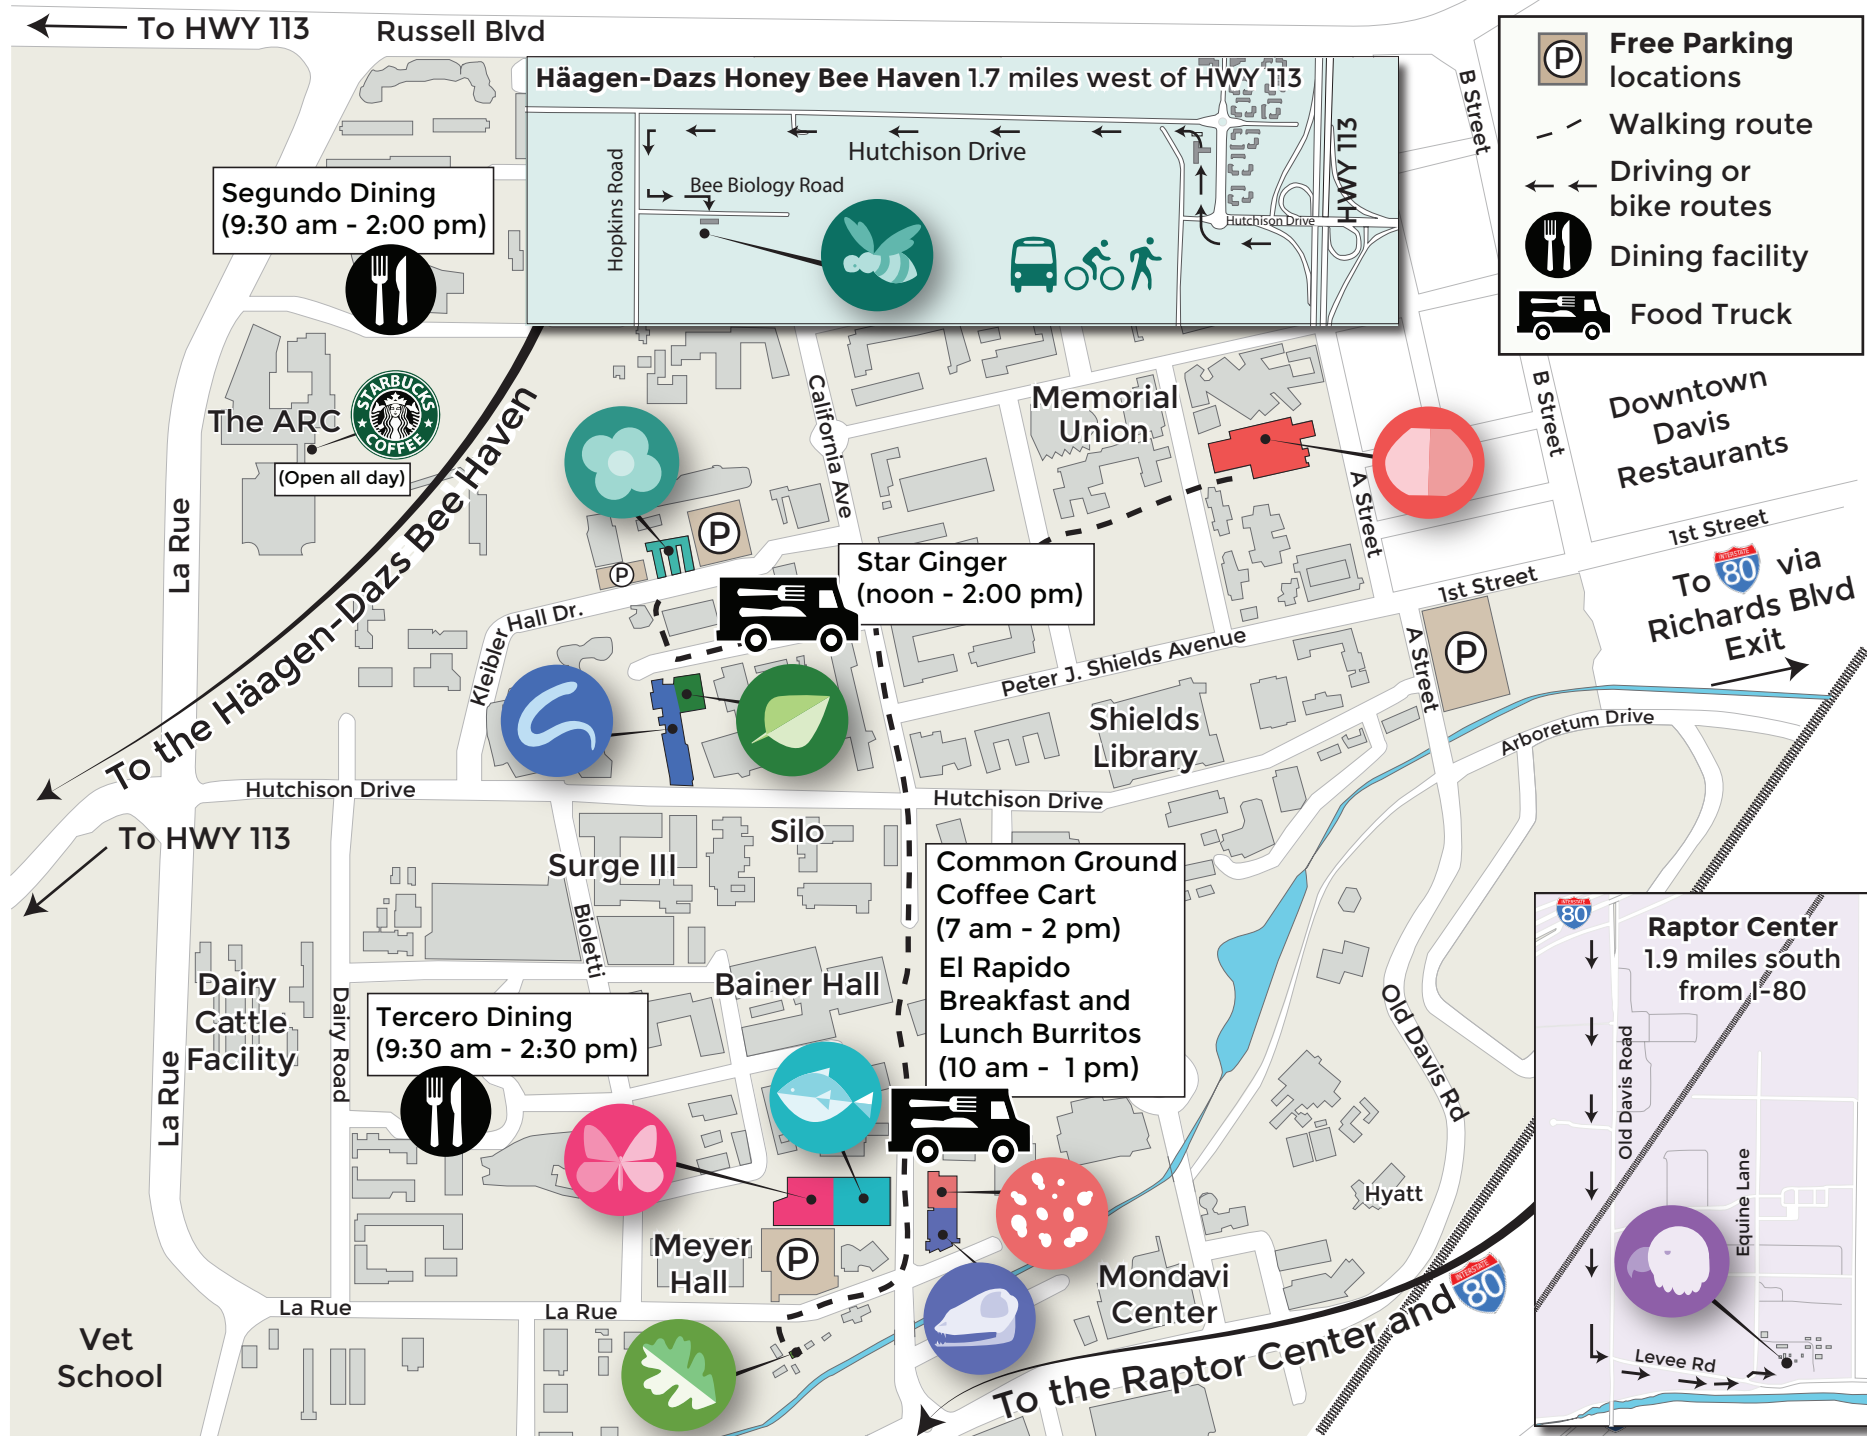 To HWY 113
Russell Blvd
Häagen-Dazs Honey Bee Haven 1.7 miles west of HWY 113
Hutchison Drive
Hopkins Road
Bee Biology Road
Hutchison Drive
HWY 113
B Street
P
Free Parking
locations
Walking route
Driving or
bike routes
Dining facility
Food Truck
Segundo Dining
(9:30 am - 2:00 pm)
The ARC
STARBUCKS
COFFEE
(Open all day)
La Rue
To the Häagen-Dazs Bee Haven
California Ave
Memorial
Union
A Street
B Street
Downtown
Davis
Restaurants
1st Street
To
INTERSTATE
80
via
Richards Blvd
Exit
P
P
Star Ginger
(noon - 2:00 pm)
Kleibler Hall Dr.
1st Street
A Street
P
Peter J. Shields Avenue
Shields
Library
Arboretum Drive
Hutchison Drive
Hutchison Drive
To HWY 113
Silo
Surge III
Bioletti
Common Ground
Coffee Cart
(7 am - 2 pm)
El Rapido
Breakfast and
Lunch Burritos
(10 am - 1 pm)
Dairy
Cattle
Facility
Dairy Road
Bainer Hall
Tercero Dining
(9:30 am - 2:30 pm)
La Rue
Old Davis Rd
Hyatt
Meyer
Hall
P
Mondavi
Center
La Rue
La Rue
Vet
School
To the Raptor Center and
INTERSTATE
80
INTERSTATE
80
Raptor Center
1.9 miles south
from I-80
Old Davis Road
Equine Lane
Levee Rd